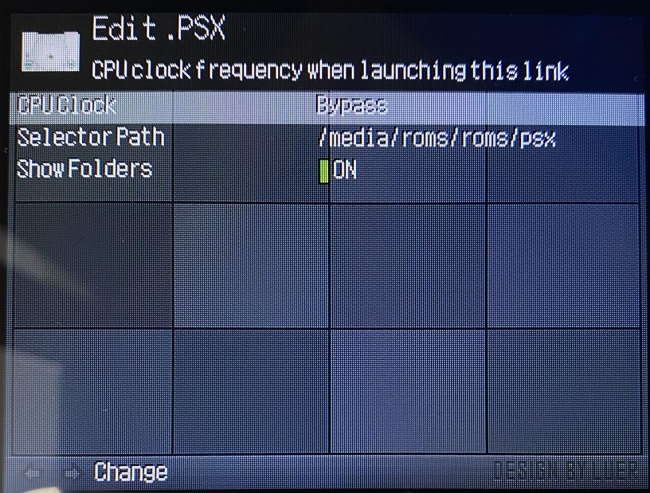 Edit .PSX
CPU clock frequency when launching this link
CPU Clock Bypass
Selector Path /media/roms/roms/psx
Show Folders ON
Change
DESIGN BY LUER